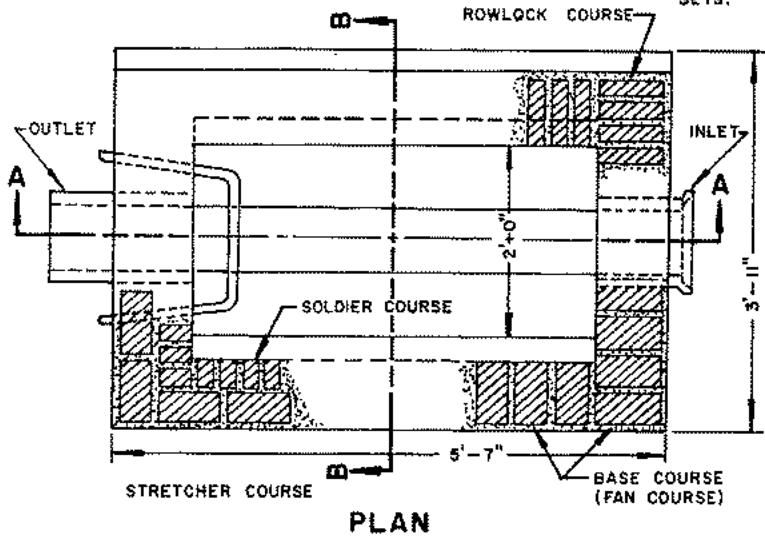 B
SETS.
ROWLOCK COURSE
OUTLET
INLET
A
A
2'-0"
3'-11"
SOLDIER COURSE
B
5'-7"
STRETCHER COURSE
BASE COURSE
(FAN COURSE)
PLAN